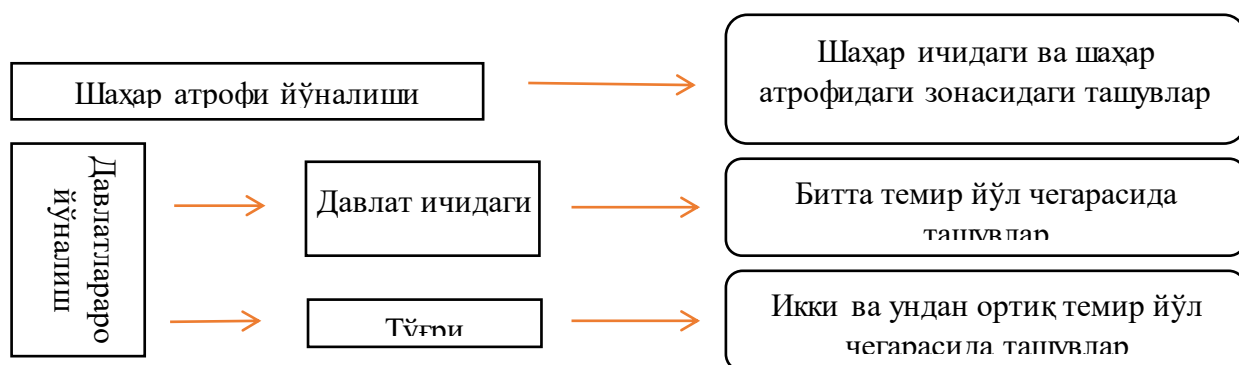 Шаҳар атрофи йўналиши
Шаҳар ичидаги ва шаҳар
атрофидаги зонасидаги ташувлар
Давлатлараро
йўналиш
Давлат ичидаги
Битта темир йўл чегарасида
ташувлар
Тўғри
Икки ва ундан ортиқ темир йўл
чегарасида ташувлар